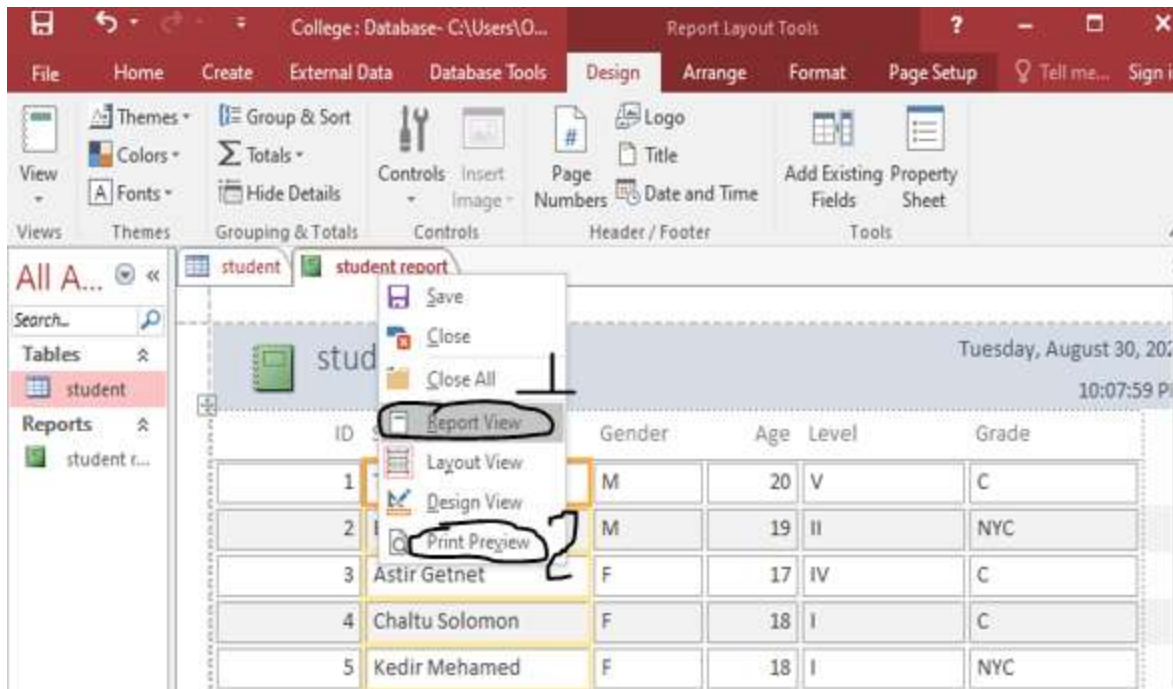 College : Database- C:\Users\O... Report Layout Tools ?
File Home Create External Data Database Tools Design Arrange Format Page Setup Tell me... Sign i
Themes Group & Sort Logo
Colors Totals Title
View Controls Insert Page Add Existing Property
Fonts Hide Details Image Numbers Date and Time Fields Sheet
Views Themes Grouping & Totals Controls Header / Footer Tools
All A... «
student student report
Search...
Tables
student
Reports
student r...
Save
Close
Close All 1
Report View
Layout View
Design View
Print Preview 2
stud Tuesday, August 30, 202
10:07:59 P
ID S Gender Age Level Grade
1 M 20 V C
2 M 19 II NYC
3 Astir Getnet F 17 IV C
4 Chaltu Solomon F 18 I C
5 Kedir Mehamed F 18 I NYC